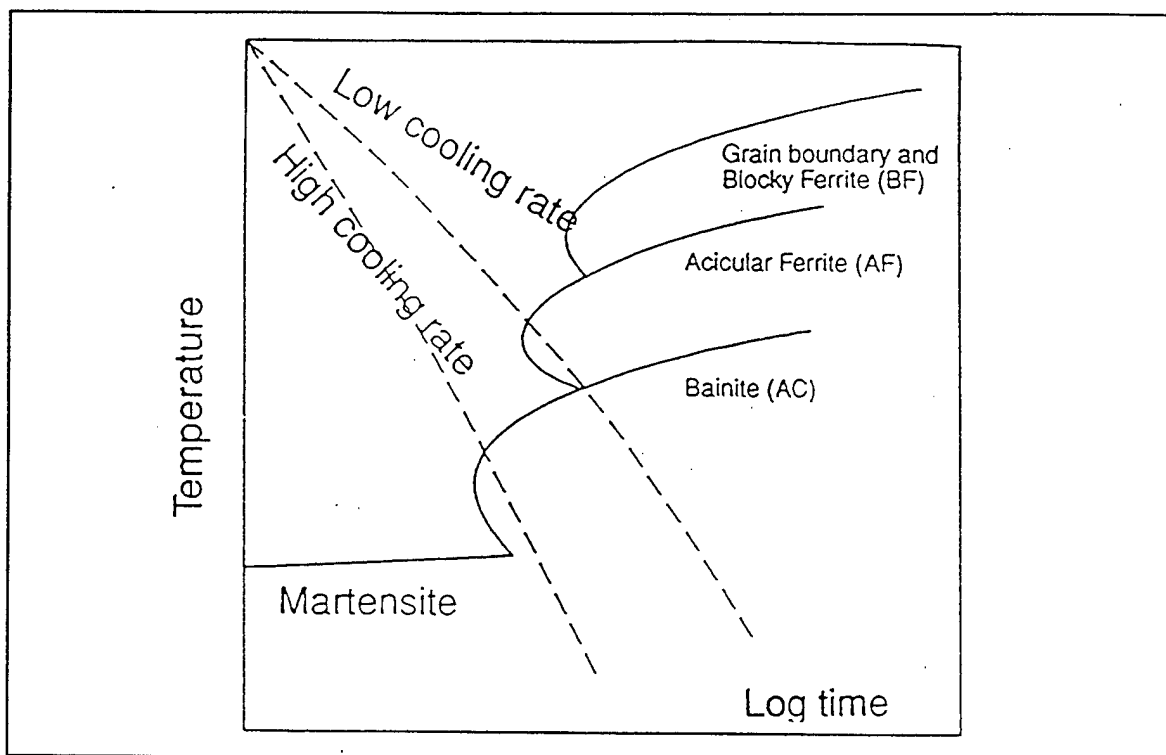 Low cooling rate
High cooling rate
Grain boundary and
Blocky Ferrite (BF)
Acicular Ferrite (AF)
Bainite (AC)
Temperature
Martensite
Log time